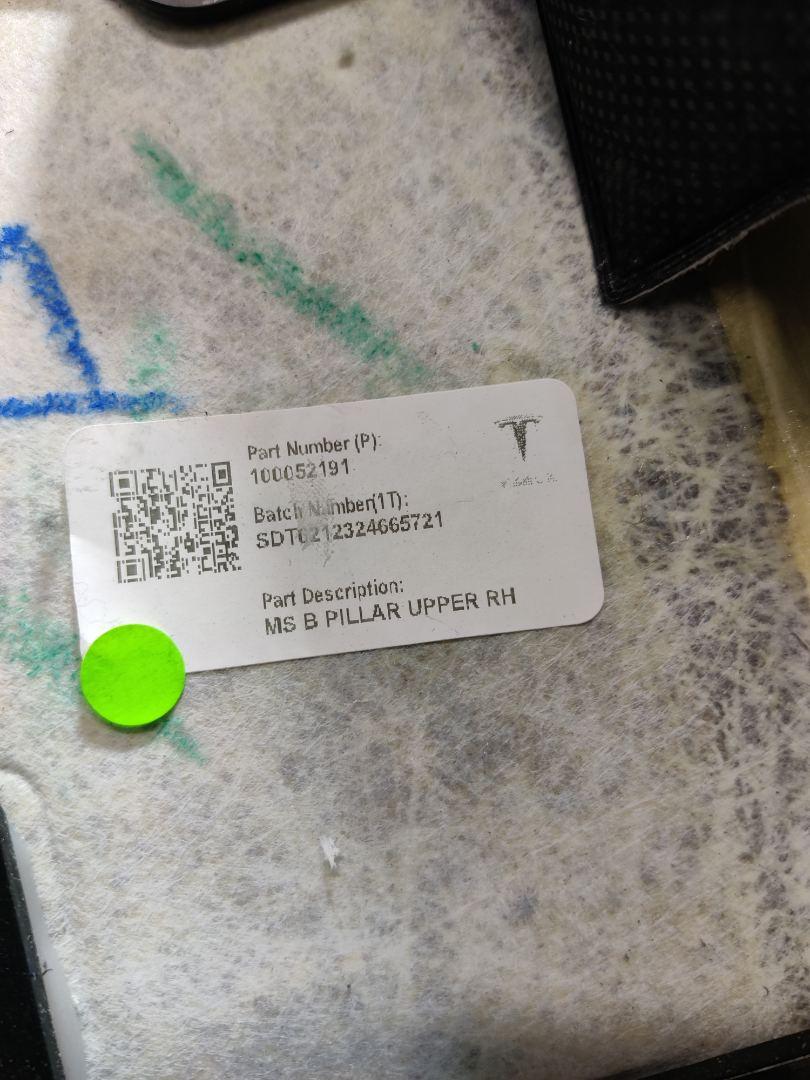 Part Number (P):
100052191
Batch Number(1T):
SDT0212324665721
Part Description:
MS B PILLAR UPPER RH